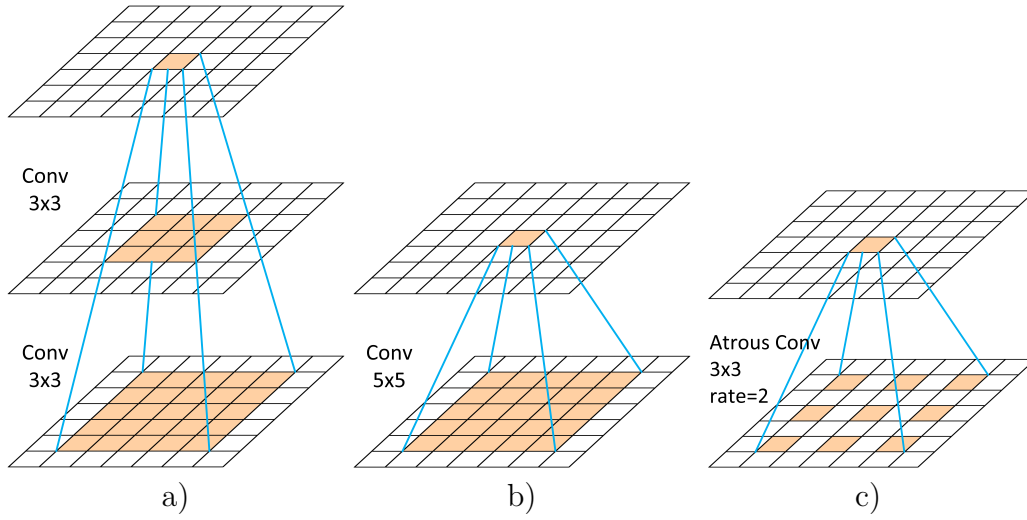 Conv
3x3
Conv
3x3
a)
Conv
5x5
b)
Atrous Conv
3x3
rate=2
c)